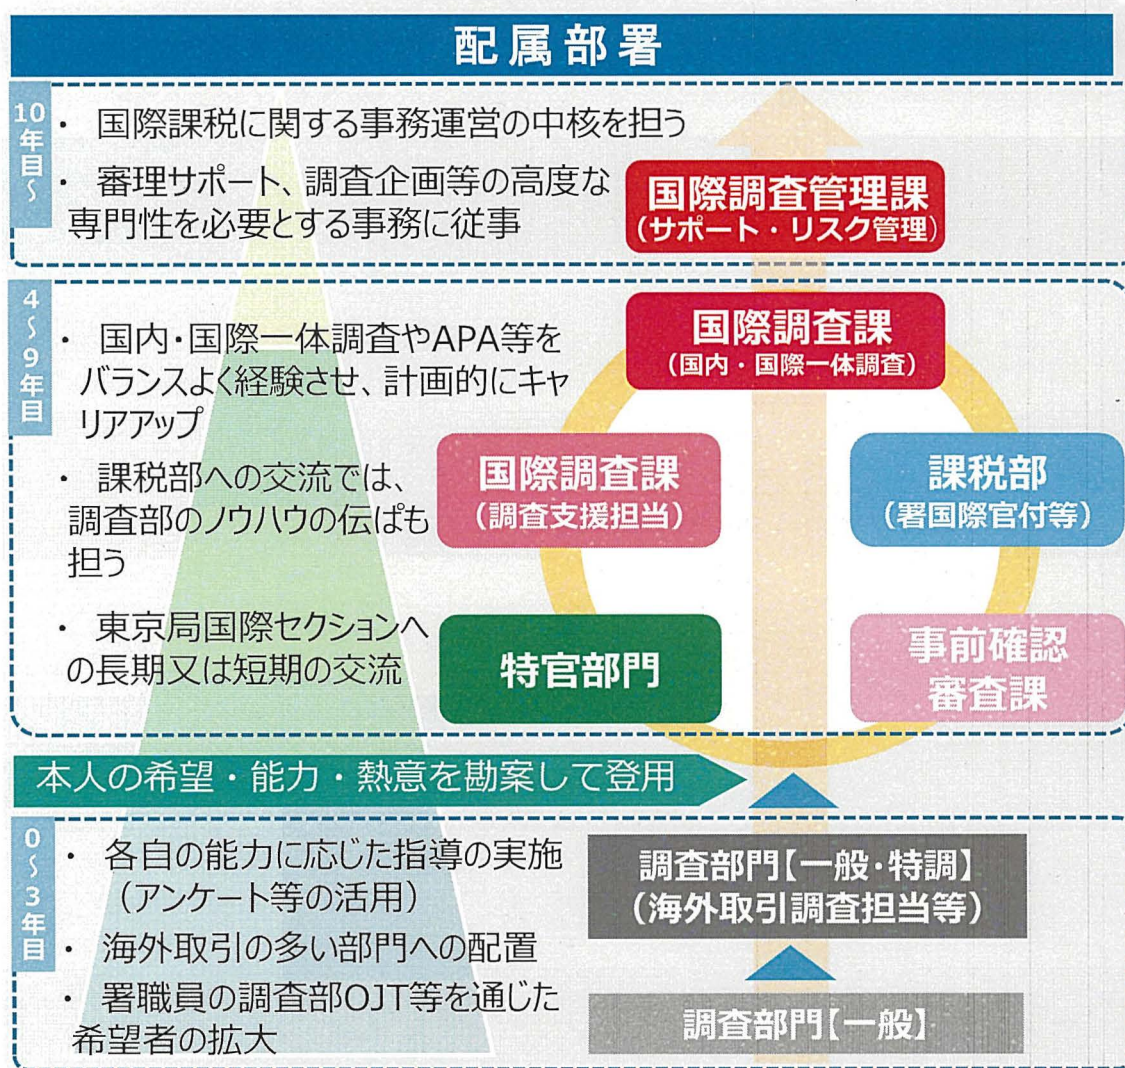 配属部署
10年目～
・ 国際課税に関する事務運営の中核を担う
・ 審理サポート、調査企画等の高度な
専門性を必要とする事務に従事
国際調査管理課
（サポート・リスク管理）
4～9年目
・ 国内・国際一体調査やAPA等を
バランスよく経験させ、計画的にキャ
リアアップ
・ 課税部への交流では、
調査部のノウハウの伝ぱも
担う
・ 東京局国際セクションへ
の長期又は短期の交流
国際調査課
（国内・国際一体調査）
国際調査課
（調査支援担当）
課税部
（署国際官付等）
特官部門
事前確認
審査課
本人の希望・能力・熱意を勘案して登用
0～3年目
・ 各自の能力に応じた指導の実施
（アンケート等の活用）
・ 海外取引の多い部門への配置
・ 署職員の調査部OJT等を通じた
希望者の拡大
調査部門【一般・特調】
（海外取引調査担当等）
調査部門【一般】